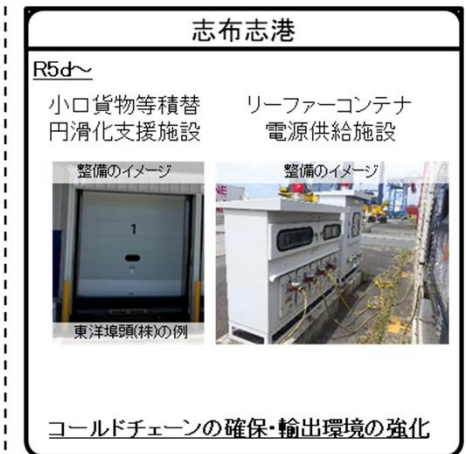 志布志港
R5d～
小口貨物等積替
円滑化支援施設
リーファーコンテナ
電源供給施設
整備のイメージ
整備のイメージ
1
東洋埠頭(株)の例
コールドチェーンの確保・輸出環境の強化